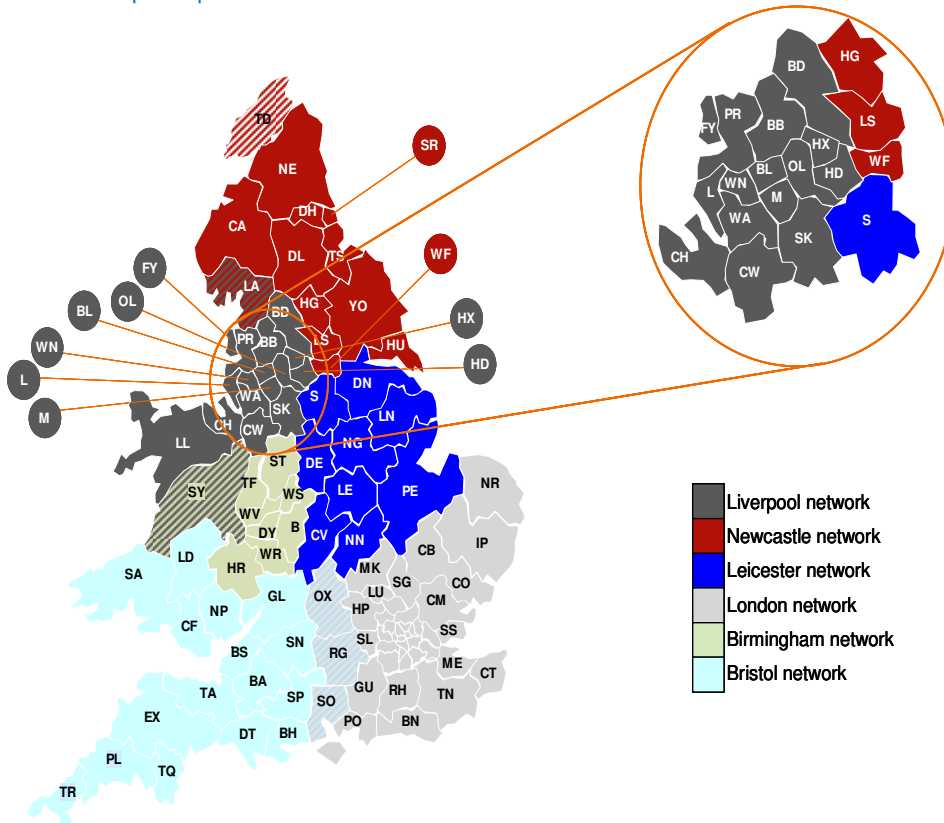 TD
NE
SR
DH
CA
DL
TS
WF
FY
LA
OL
HG
YO
BD
BL
HX
PR
BB
LS
HU
WN
HD
L
DN
WA
S
M
SK
LN
CH
CW
LL
NG
ST
DE
TF
PE
NR
SY
WS
LE
WV
B
IP
DY
CV
NN
CB
LD
WR
HR
MK
SG
SA
GL
OX
LU
CO
HP
CM
NP
CF
SN
SL
SS
BS
RG
ME
BA
CT
TA
SP
GU
RH
TN
SO
EX
PO
BN
DT
BH
PL
TQ
TR
HG
BD
PR
LS
FY
BB
HX
WF
BL
OL
HD
WN
L
M
WA
S
SK
CH
CW
Liverpool network
Newcastle network
Leicester network
London network
Birmingham network
Bristol network